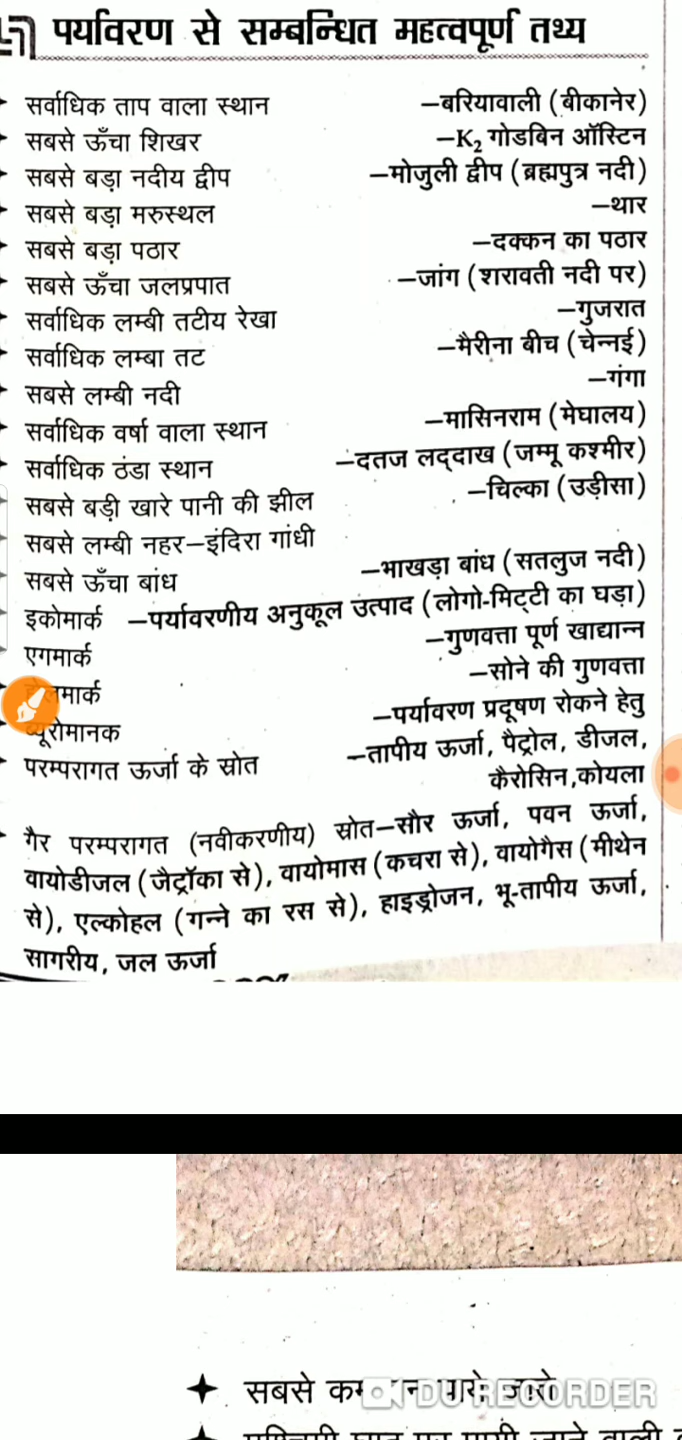 पर्यावरण से सम्बन्धित महत्वपूर्ण तथ्य
सर्वाधिक ताप वाला स्थान –बरियावाली (बीकानेर)
सबसे ऊँचा शिखर –K₂ गोडबिन ऑस्टिन
सबसे बड़ा नदीय द्वीप –मोजुली द्वीप (ब्रह्मपुत्र नदी)
सबसे बड़ा मरुस्थल –थार
सबसे बड़ा पठार –दक्कन का पठार
सबसे ऊँचा जलप्रपात –जांग (शरावती नदी पर)
सर्वाधिक लम्बी तटीय रेखा –गुजरात
सर्वाधिक लम्बा तट –मैरीना बीच (चेन्नई)
सबसे लम्बी नदी –गंगा
सर्वाधिक वर्षा वाला स्थान –मासिनराम (मेघालय)
सर्वाधिक ठंडा स्थान –दतज लद्दाख (जम्मू कश्मीर)
सबसे बड़ी खारे पानी की झील –चिल्का (उड़ीसा)
सबसे लम्बी नहर–इंदिरा गांधी
सबसे ऊँचा बांध –भाखड़ा बांध (सतलुज नदी)
इकोमार्क –पर्यावरणीय अनुकूल उत्पाद (लोगो-मिट्टी का घड़ा)
एगमार्क –गुणवत्ता पूर्ण खाद्यान्न
–सोने की गुणवत्ता
–पर्यावरण प्रदूषण रोकने हेतु
परम्परागत ऊर्जा के स्रोत –तापीय ऊर्जा, पैट्रोल, डीजल,
कैरोसिन,कोयला
गैर परम्परागत (नवीकरणीय) स्रोत–सौर ऊर्जा, पवन ऊर्जा,
वायोडीजल (जैट्रॉका से), वायोमास (कचरा से), वायोगैस (मीथेन
से), एल्कोहल (गन्ने का रस से), हाइड्रोजन, भू-तापीय ऊर्जा,
सागरीय, जल ऊर्जा
सबसे
DU RECORDER